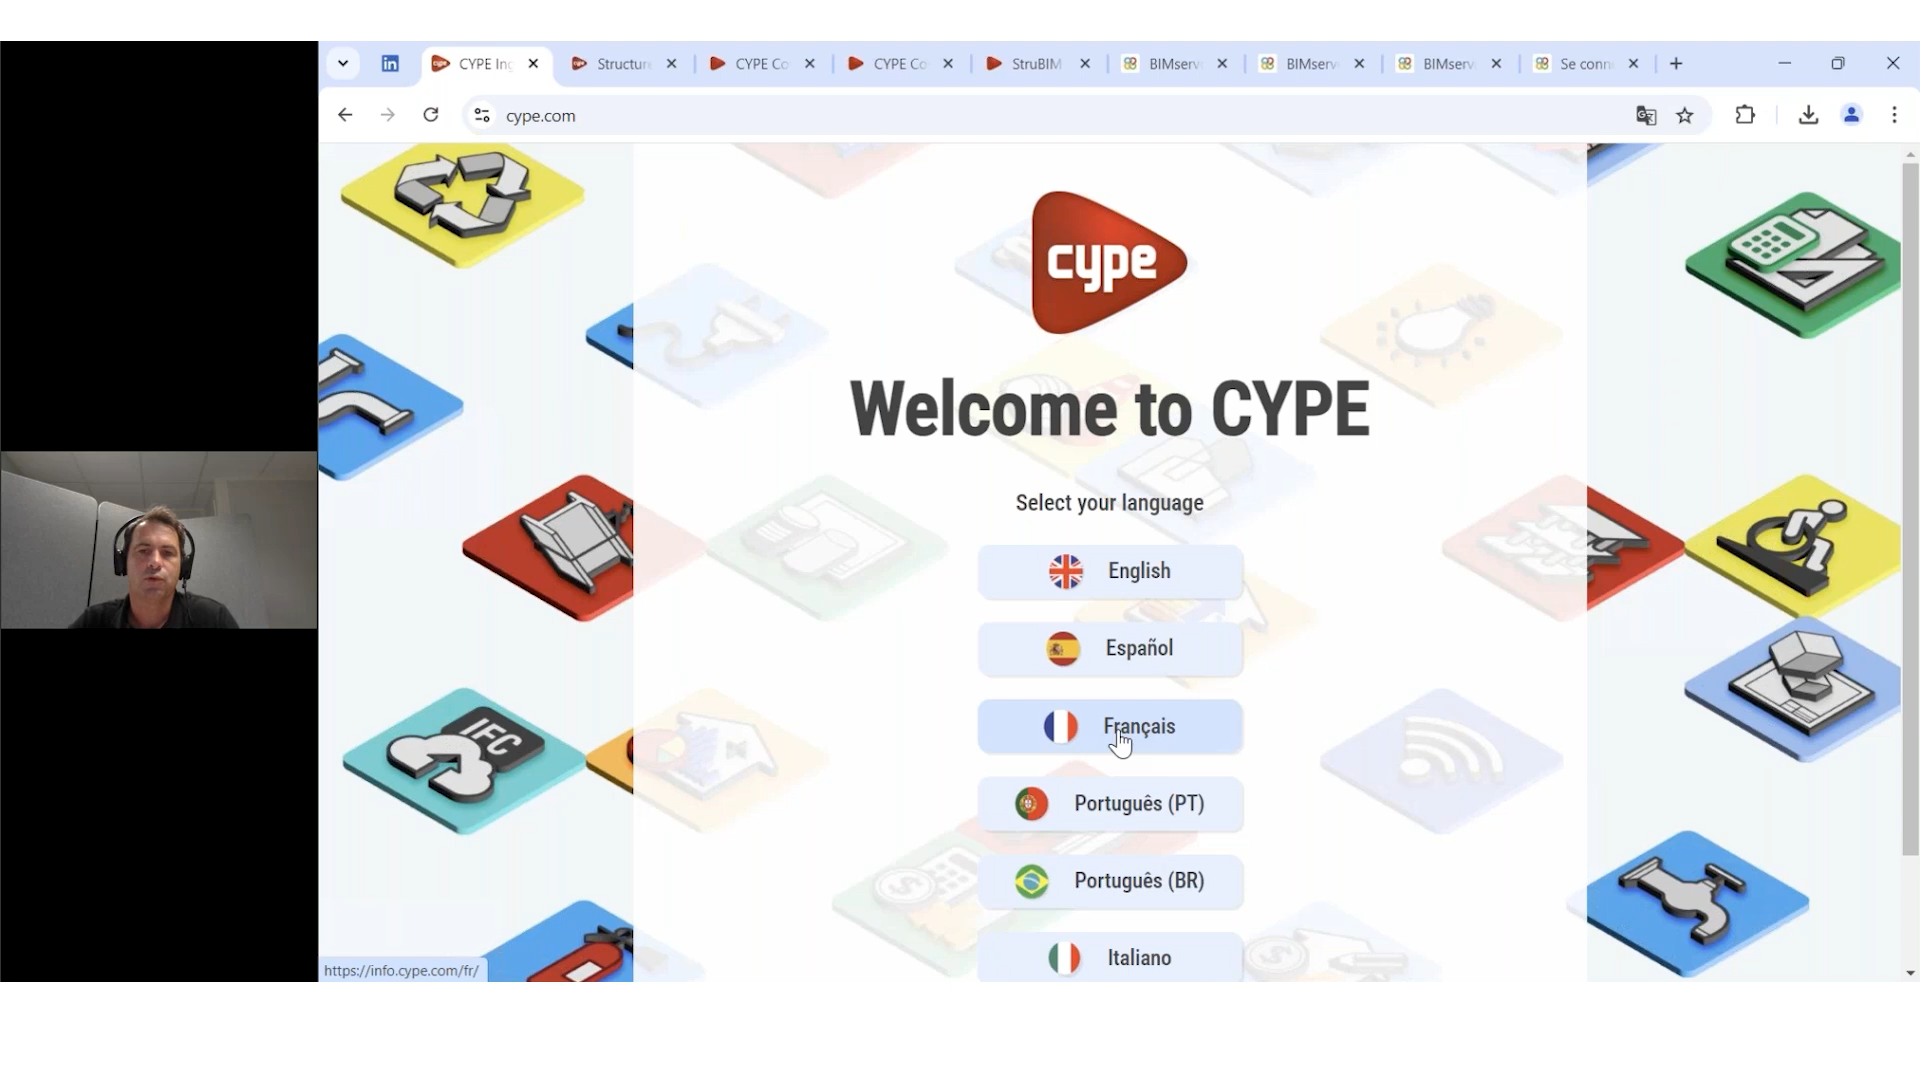 CYPE Ing
Structure
CYPE Co
CYPE Co
StruBIM
BIMserv
BIMserv
BIMserv
Se conn
cype.com
cype
Welcome to CYPE
Select your language
English
Español
Français
Português (PT)
Português (BR)
Italiano
IFC
https://info.cype.com/fr/